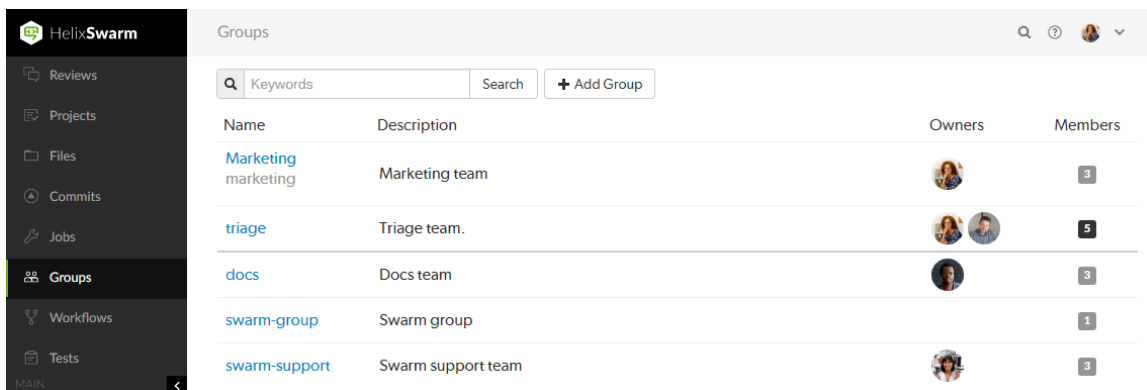 HelixSwarm
Groups
Reviews
Projects
Files
Commits
Jobs
Groups
Workflows
Tests
MAIN
Keywords
Search
+ Add Group
Name Description Owners Members
Marketing
marketing
Marketing team
3
triage Triage team. 5
docs Docs team 3
swarm-group Swarm group 1
swarm-support Swarm support team 3